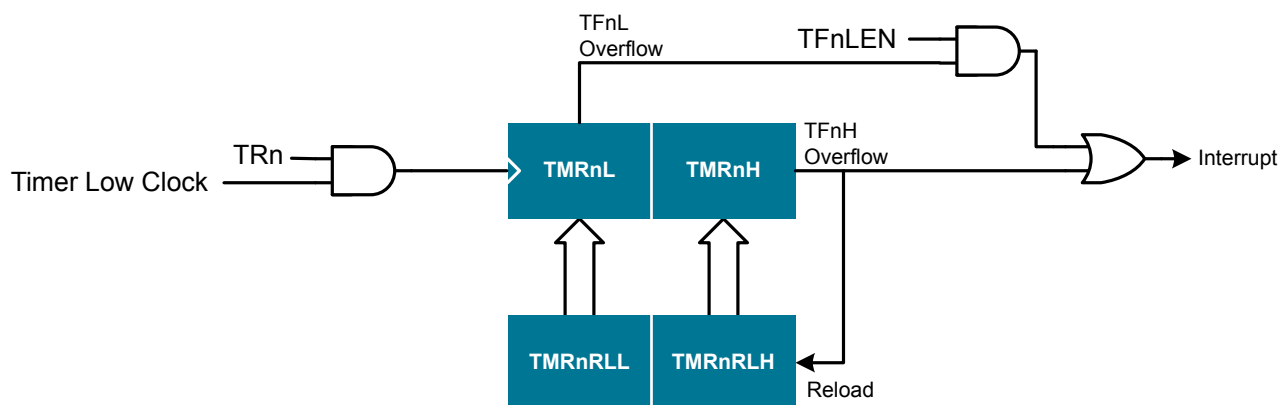 TFnL
Overflow
TFnLEN
TRn
Timer Low Clock
TMRnL
TMRnH
TFnH
Overflow
Interrupt
TMRnRLL
TMRnRLH
Reload